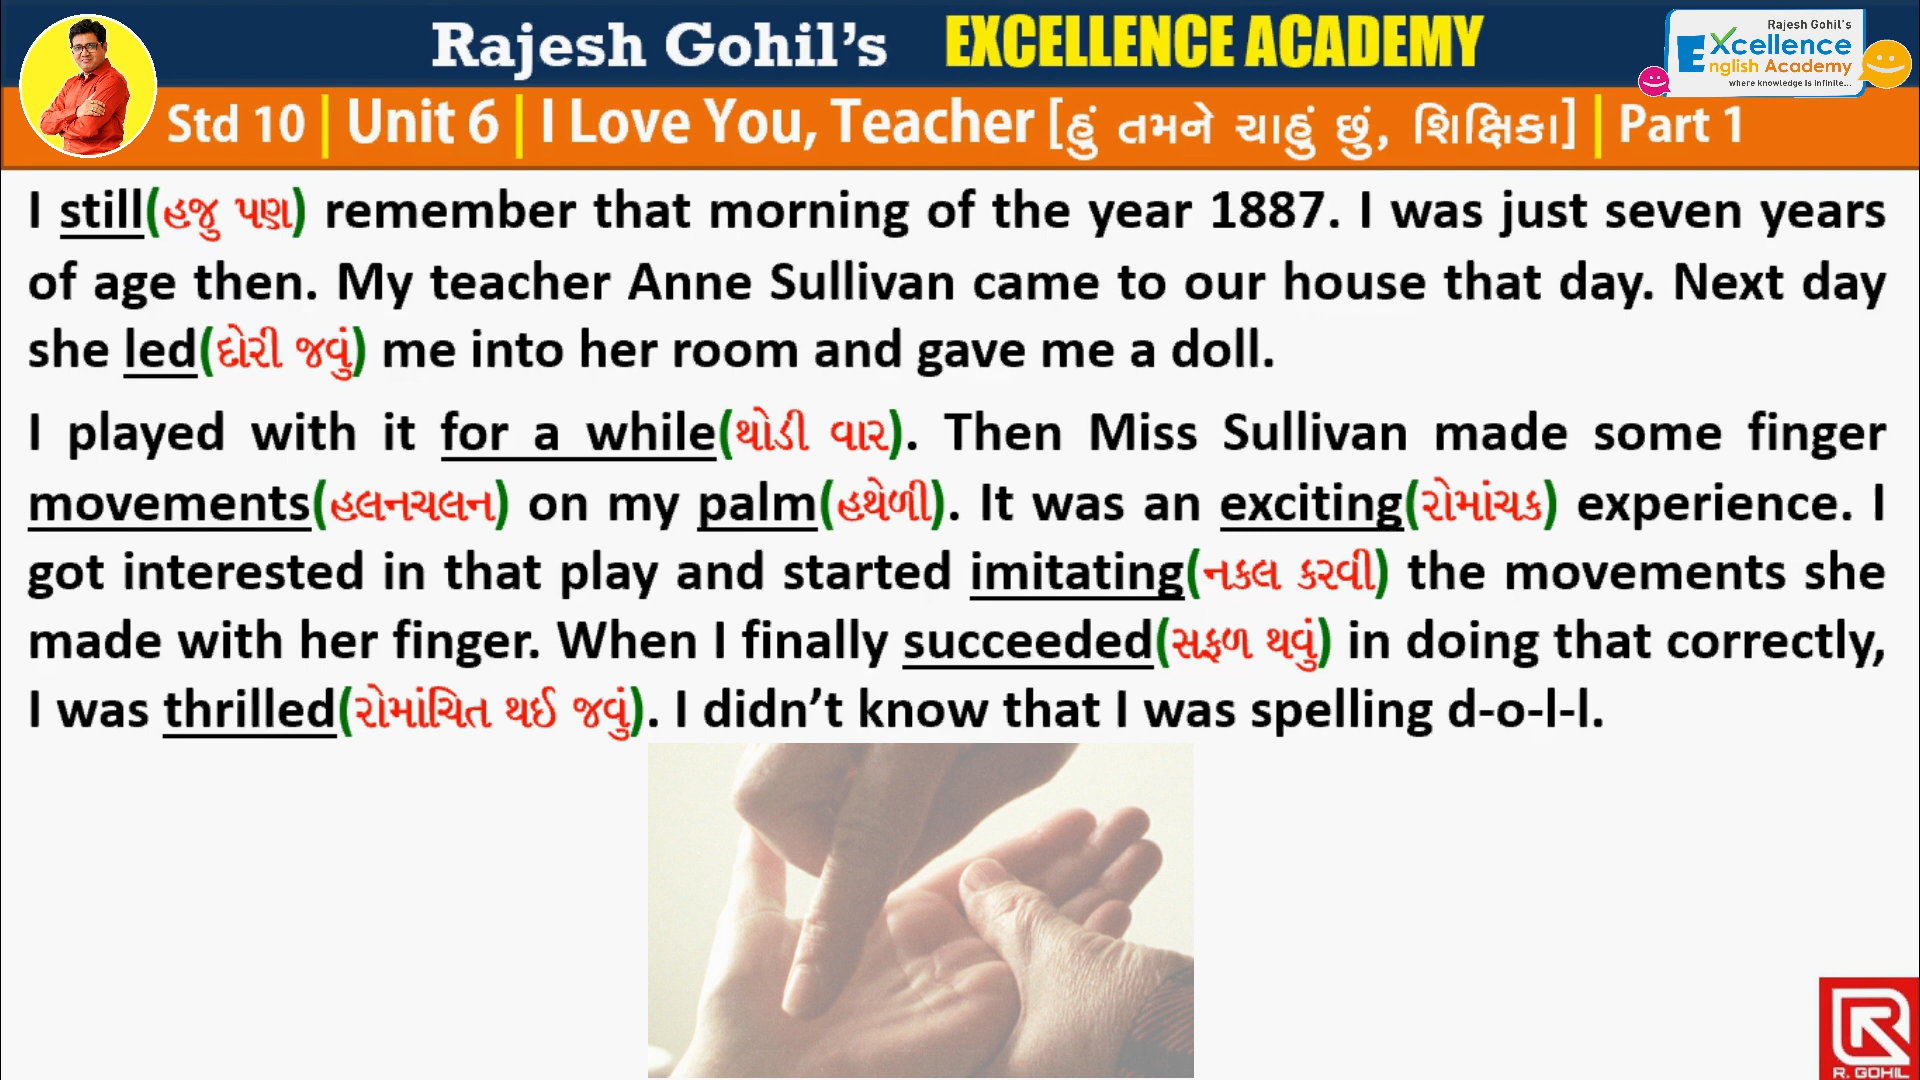 Rajesh Gohil’s EXCELLENCE ACADEMY
Rajesh Gohil's
Excellence
English Academy
where knowledge is infinite...
Std 10 | Unit 6 | I Love You, Teacher [હું તમને ચાહું છું, શિક્ષિકા] | Part 1
I still(હજુ પણ) remember that morning of the year 1887. I was just seven years
of age then. My teacher Anne Sullivan came to our house that day. Next day
she led(દોરી જવું) me into her room and gave me a doll.
I played with it for a while(થોડી વાર). Then Miss Sullivan made some finger
movements(હલનચલન) on my palm(હથેળી). It was an exciting(રોમાંચક) experience. I
got interested in that play and started imitating(નકલ કરવી) the movements she
made with her finger. When I finally succeeded(સફળ થવું) in doing that correctly,
I was thrilled(રોમાંચિત થઈ જવું). I didn’t know that I was spelling d-o-l-l.
R. GOHIL